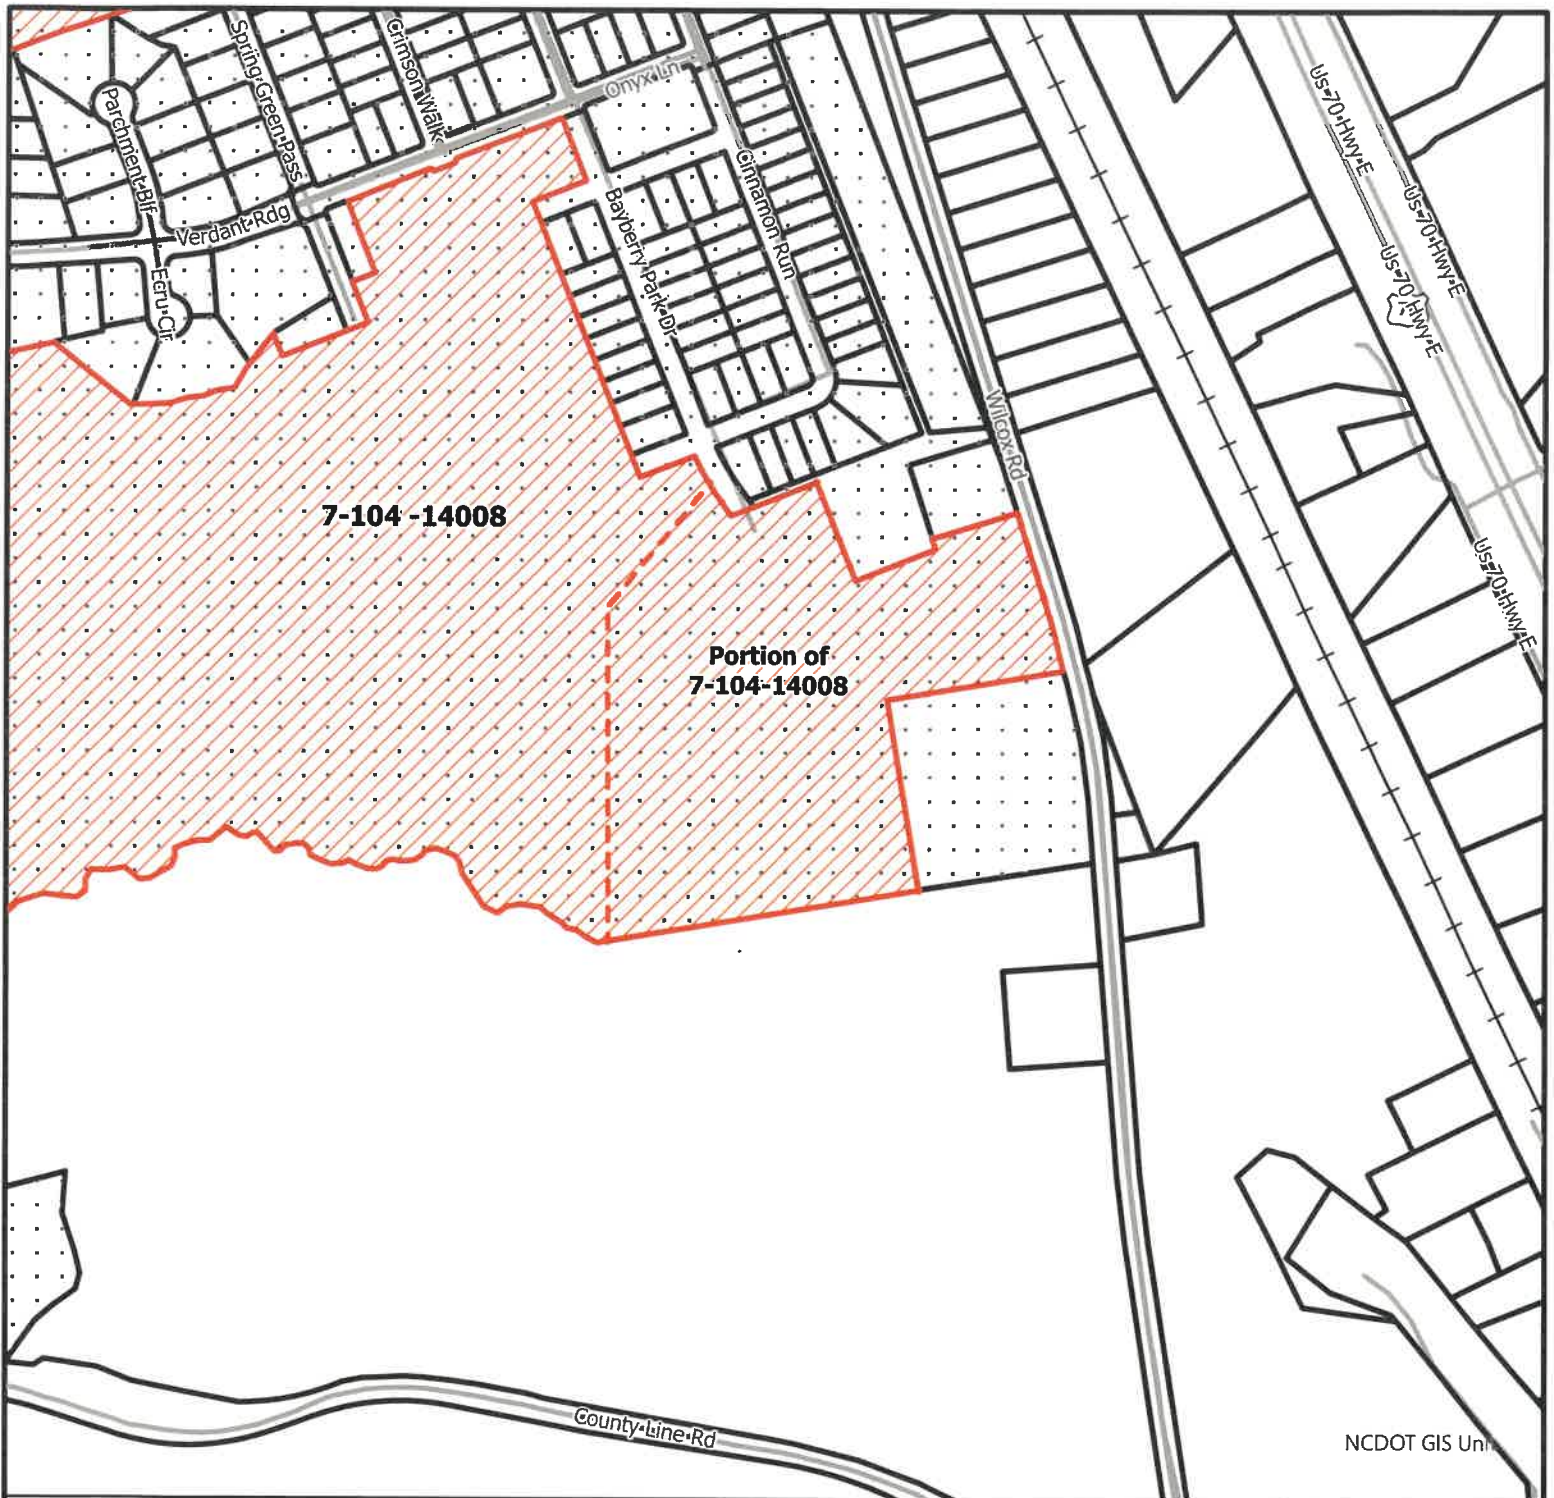 Spring Green Pass
Crimson Walk
Onyx Ln
Parchment Blf
Verdant Rdg
Ecru Cir
Cinnamon Run
Bayberry Park Dr
Wilcox Rd
Us-70-Hwy-E
Us-70-Hwy-E
Us-70-Hwy-E
Us-70-Hwy-E
7-104 -14008
Portion of
7-104-14008
County-Line-Rd
NCDOT GIS